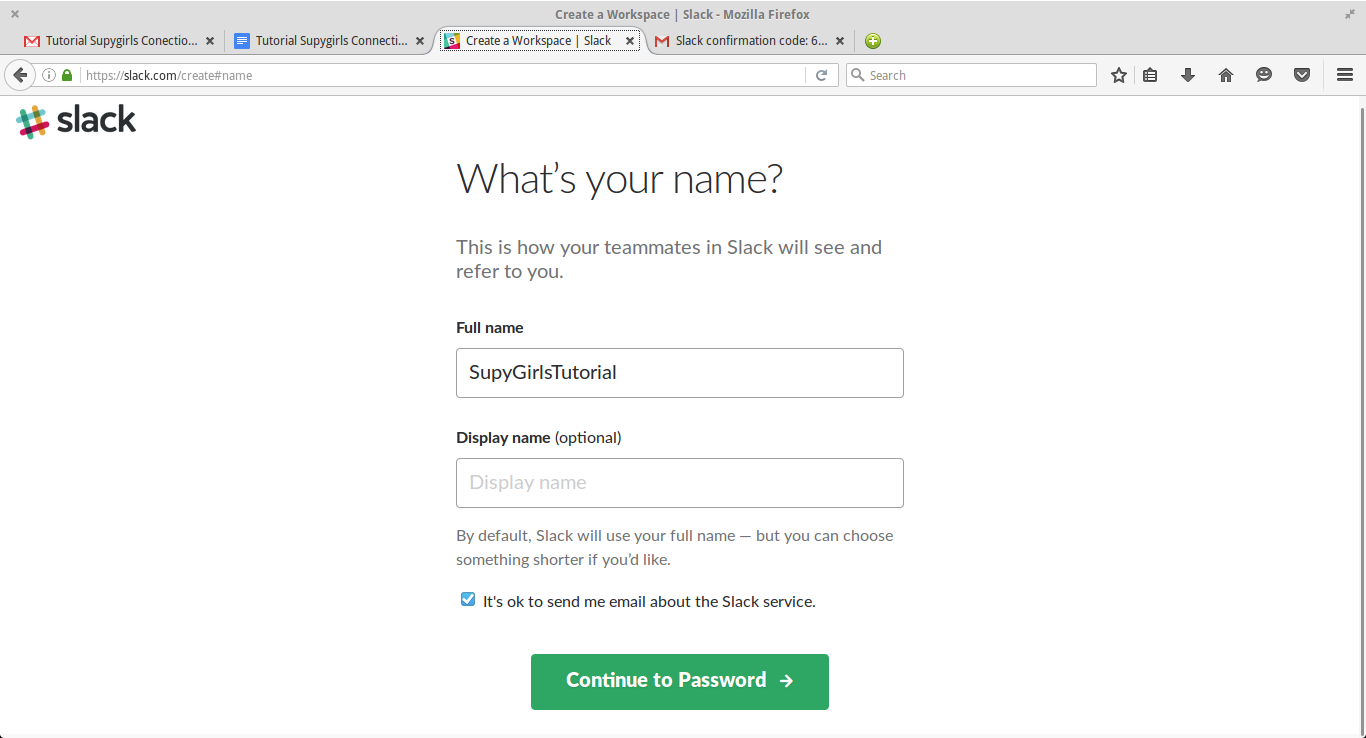 Create a Workspace | Slack - Mozilla Firefox
Tutorial Supygirls Conectio...
Tutorial Supygirls Connecti...
Create a Workspace | Slack
Slack confirmation code: 6...
https://slack.com/create#name
Search
slack
What’s your name?
This is how your teammates in Slack will see and
refer to you.
Full name
SupyGirlsTutorial
Display name (optional)
Display name
By default, Slack will use your full name — but you can choose
something shorter if you’d like.
It's ok to send me email about the Slack service.
Continue to Password →